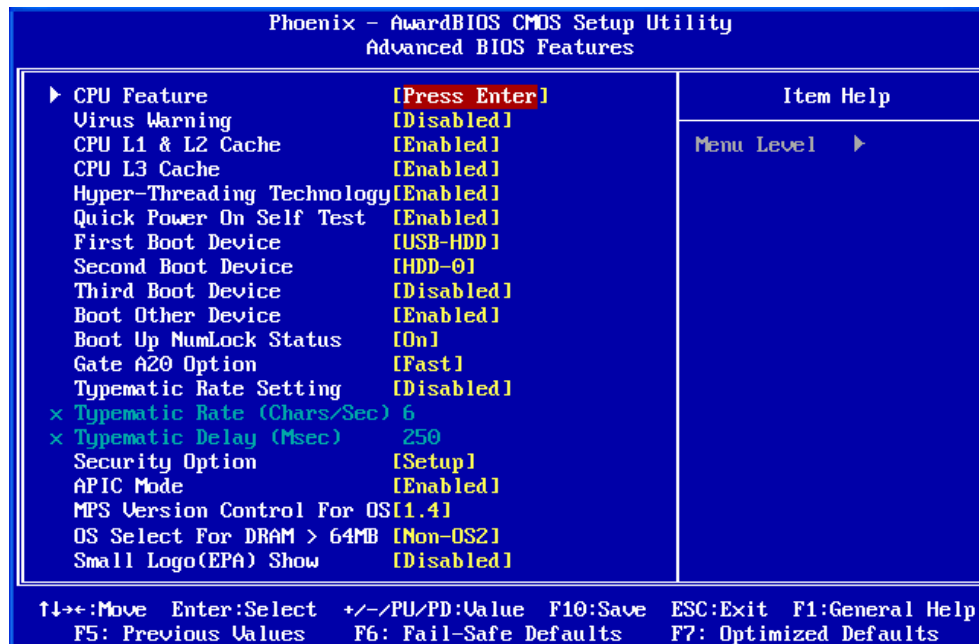 Phoenix - AwardBIOS CMOS Setup Utility
Advanced BIOS Features
▶ CPU Feature [Press Enter]
Virus Warning [Disabled]
CPU L1 & L2 Cache [Enabled]
CPU L3 Cache [Enabled]
Hyper-Threading Technology[Enabled]
Quick Power On Self Test [Enabled]
First Boot Device [USB-HDD]
Second Boot Device [HDD-0]
Third Boot Device [Disabled]
Boot Other Device [Enabled]
Boot Up NumLock Status [On]
Gate A20 Option [Fast]
Typematic Rate Setting [Disabled]
x Typematic Rate (Chars/Sec) 6
x Typematic Delay (Msec) 250
Security Option [Setup]
APIC Mode [Enabled]
MPS Version Control For OS[1.4]
OS Select For DRAM > 64MB [Non-OS2]
Small Logo(EPA) Show [Disabled]
Item Help
Menu Level ▶
↑↓→←:Move Enter:Select +/-/PU/PD:Value F10:Save ESC:Exit F1:General Help
F5: Previous Values F6: Fail-Safe Defaults F7: Optimized Defaults